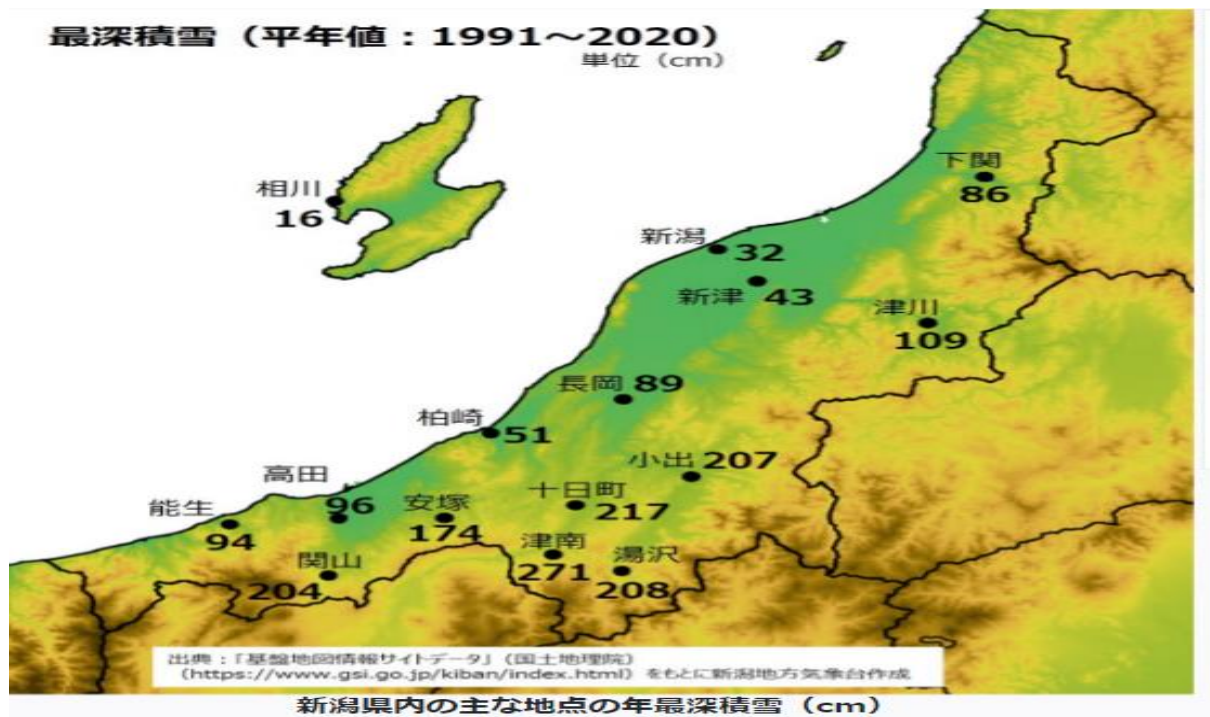 最深積雪（平年値：1991～2020）
単位（cm）
下関
86
相川
16
新潟
32
新津 43
津川
109
長岡 89
柏崎
51
小出 207
高田
96
十日町
217
能生
94
安塚
174
津南
271
湯沢
208
関山
204
出典：「基盤地図情報サイトデータ」（国土地理院）
（https://www.gsi.go.jp/kiban/index.html）をもとに新潟地方気象台作成
新潟県内の主な地点の年最深積雪（cm）